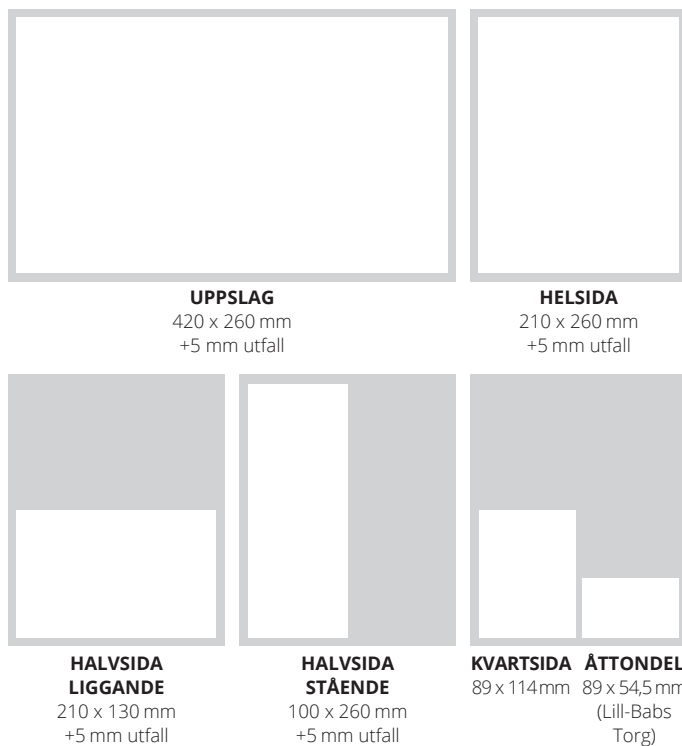 UPPSLAG
420 x 260 mm
+5 mm utfall
HELSIDA
210 x 260 mm
+5 mm utfall
HALVSIDA
LIGGANDE
210 x 130 mm
+5 mm utfall
HALVSIDA
STÅENDE
100 x 260 mm
+5 mm utfall
KVARTSIDA
89 x 114 mm
ÅTTONDEL
89 x 54,5 mm
(Lill-Babs
Torg)